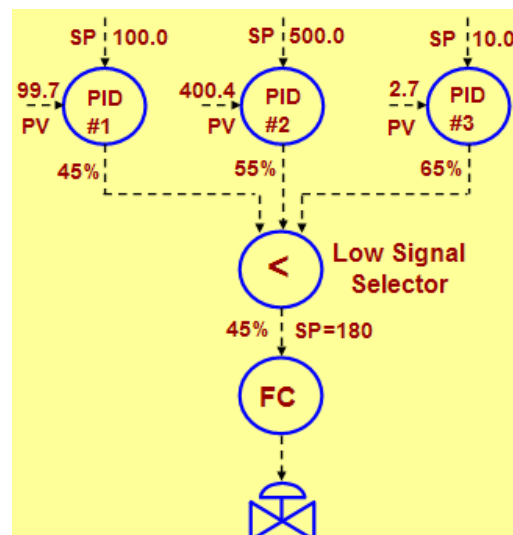 SP 100.0
SP 500.0
SP 10.0
99.7
PV
PID
#1
400.4
PV
PID
#2
2.7
PV
PID
#3
45%
55%
65%
<
Low Signal
Selector
45% SP=180
FC